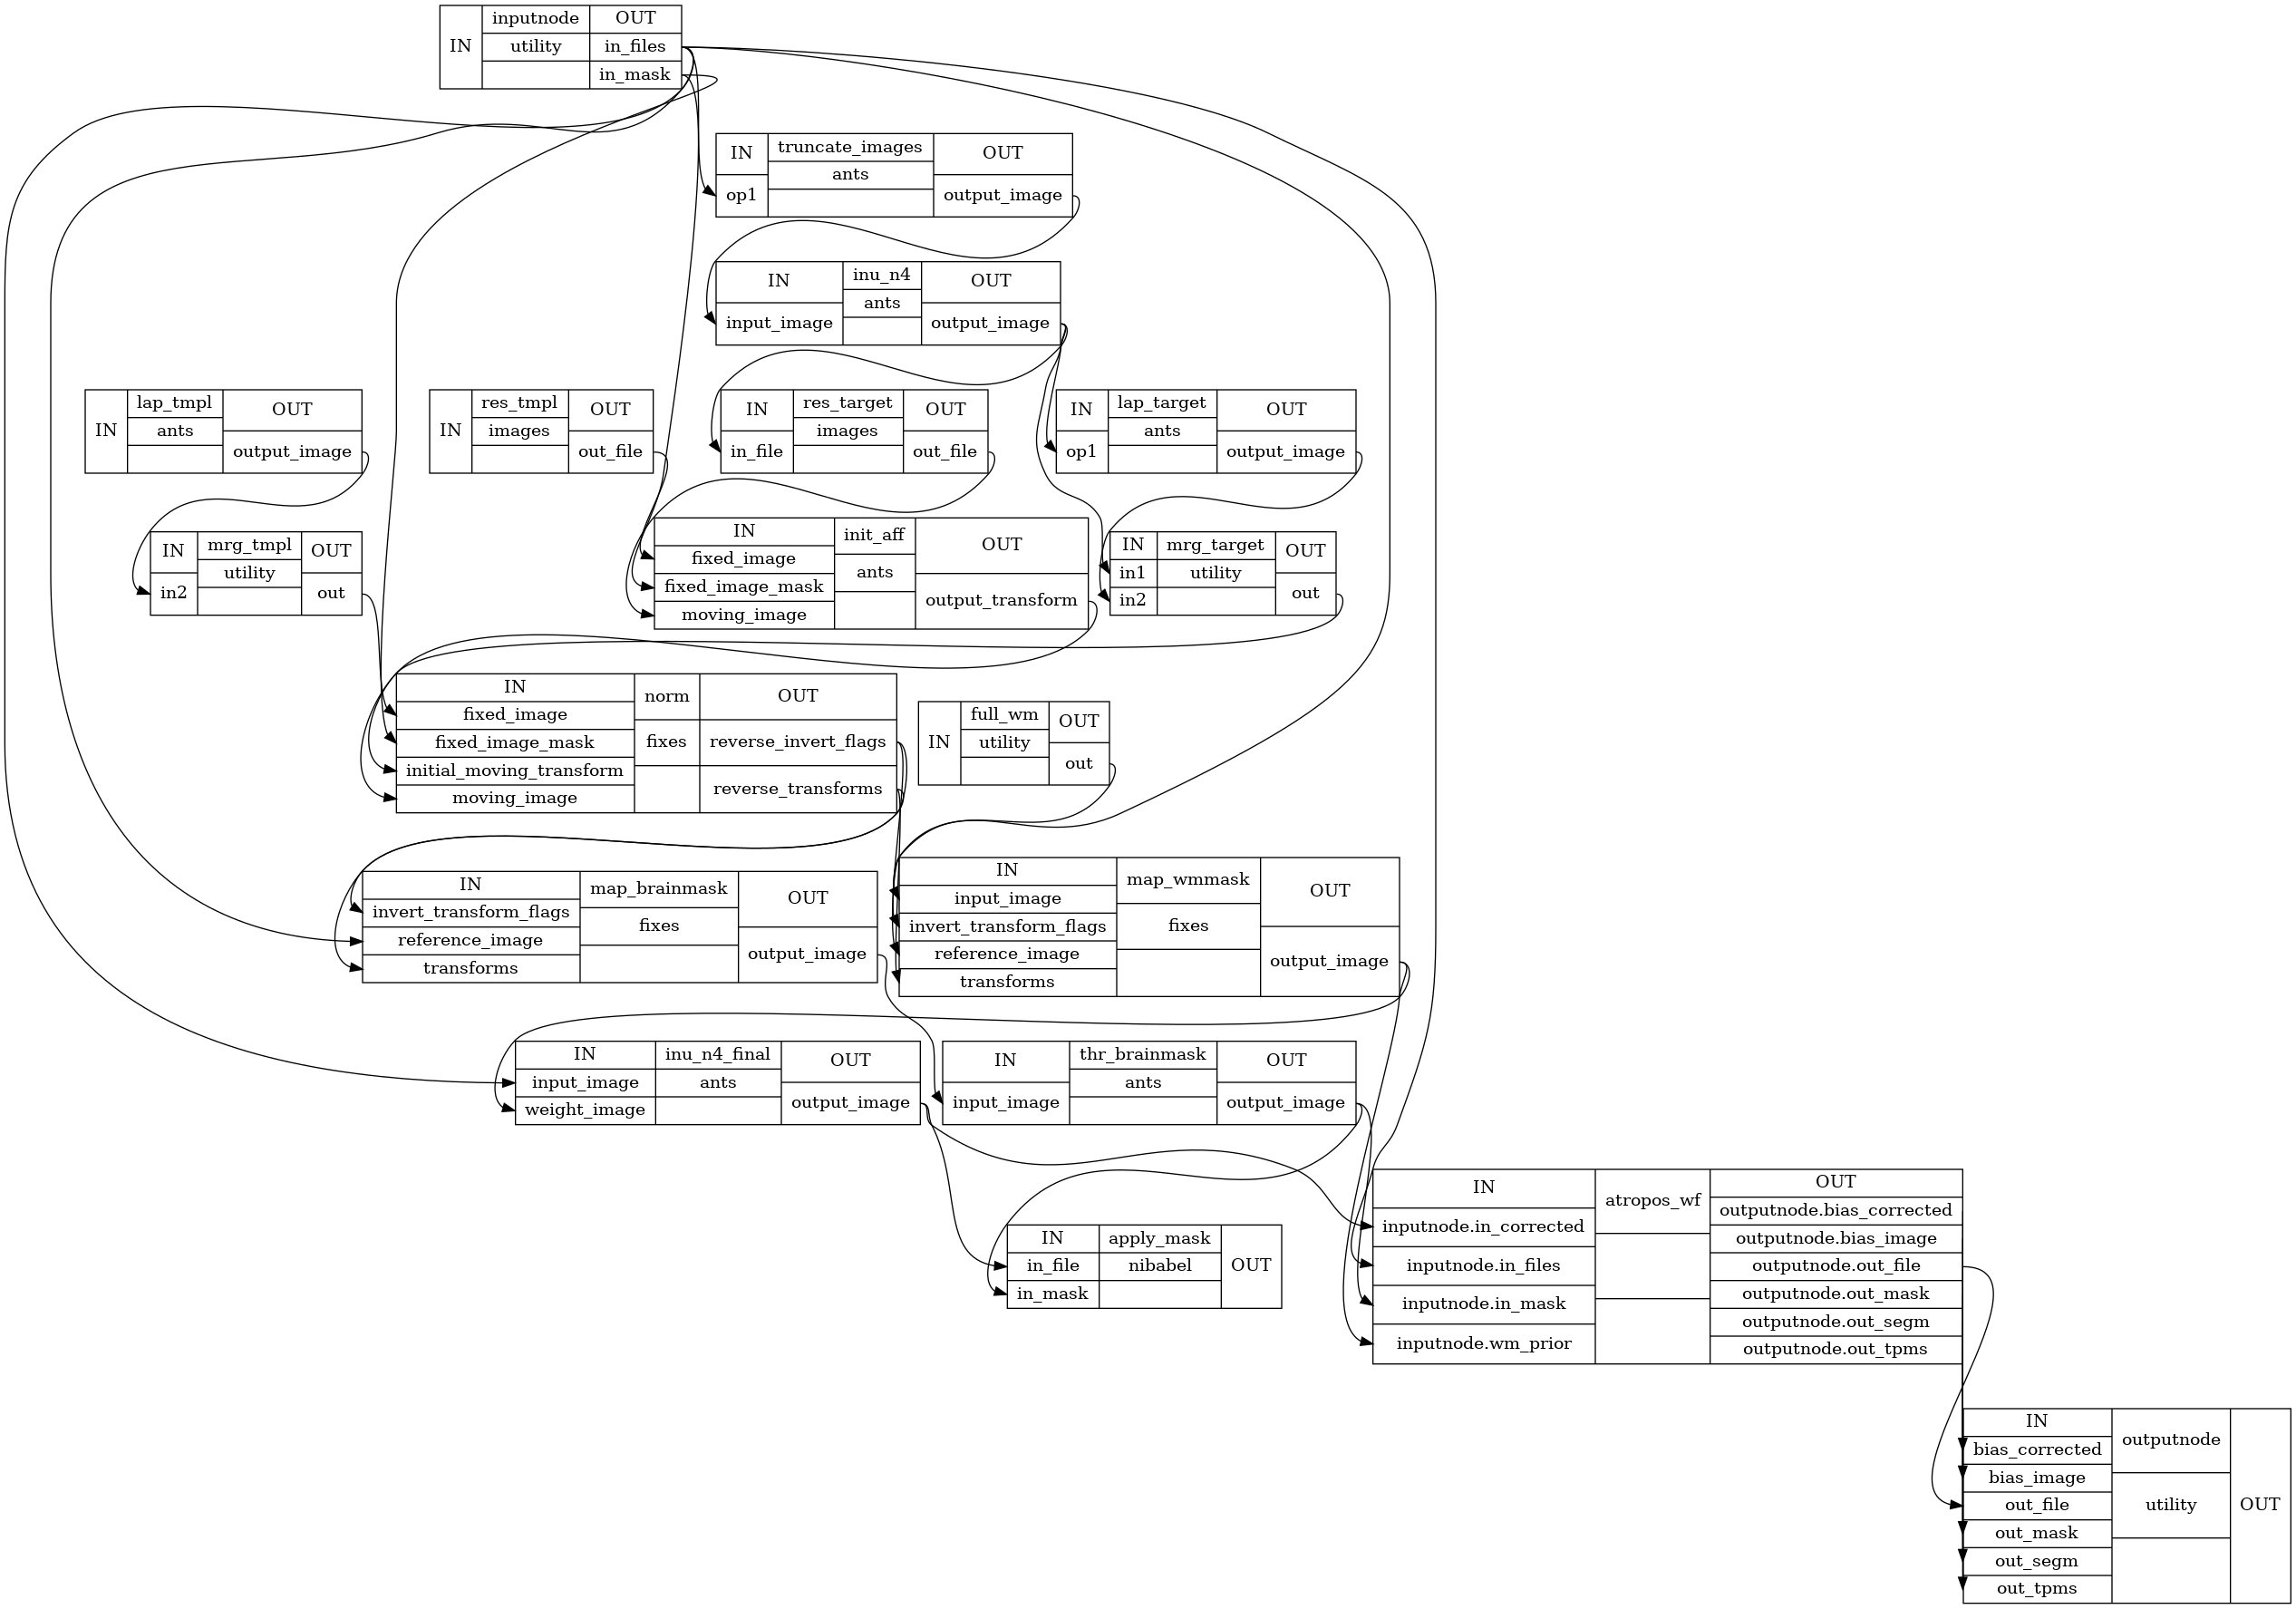 IN
inputnode
utility
OUT
in_files
in_mask
IN
op1
truncate_images
ants
OUT
output_image
IN
input_image
inu_n4
ants
OUT
output_image
IN
lap_tmpl
ants
OUT
output_image
IN
res_tmpl
images
OUT
out_file
IN
in_file
res_target
images
OUT
out_file
IN
op1
lap_target
ants
OUT
output_image
IN
in2
mrg_tmpl
utility
OUT
out
IN
fixed_image
fixed_image_mask
moving_image
init_aff
ants
OUT
output_transform
IN
in1
in2
mrg_target
utility
OUT
out
IN
fixed_image
fixed_image_mask
initial_moving_transform
moving_image
norm
fixes
OUT
reverse_invert_flags
reverse_transforms
IN
full_wm
utility
OUT
out
IN
invert_transform_flags
reference_image
transforms
map_brainmask
fixes
OUT
output_image
IN
input_image
invert_transform_flags
reference_image
transforms
map_wmmask
fixes
OUT
output_image
IN
input_image
weight_image
inu_n4_final
ants
OUT
output_image
IN
input_image
thr_brainmask
ants
OUT
output_image
IN
in_file
in_mask
apply_mask
nibabel
OUT
IN
inputnode.in_corrected
inputnode.in_files
inputnode.in_mask
inputnode.wm_prior
atropos_wf
OUT
outputnode.bias_corrected
outputnode.bias_image
outputnode.out_file
outputnode.out_mask
outputnode.out_segm
outputnode.out_tpms
IN
bias_corrected
bias_image
out_file
out_mask
out_segm
out_tpms
outputnode
utility
OUT